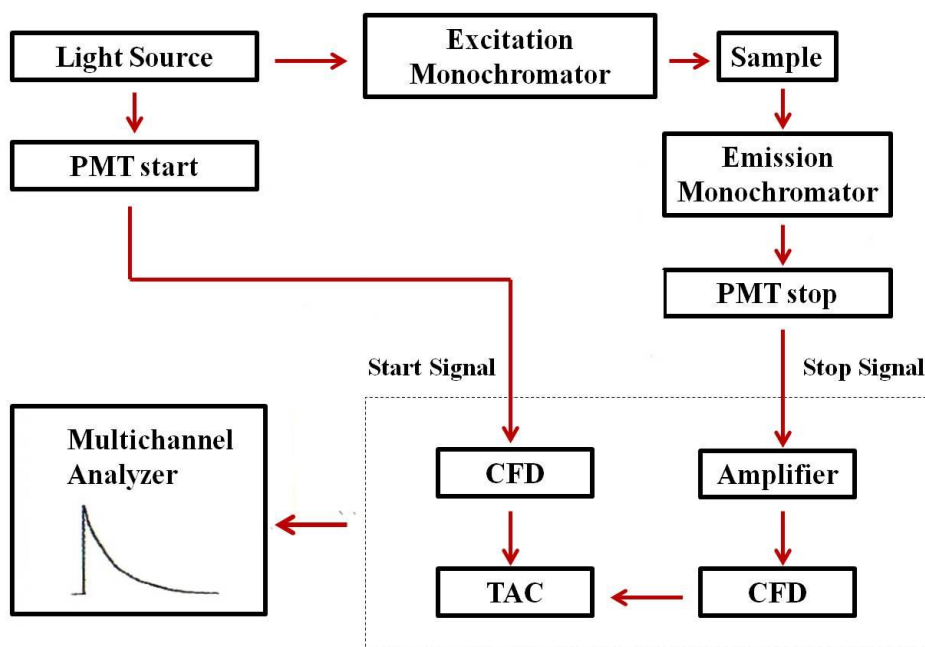 Light Source
Excitation
Monochromator
Sample
PMT start
Emission
Monochromator
PMT stop
Start Signal
Stop Signal
Multichannel
Analyzer
CFD
Amplifier
TAC
CFD